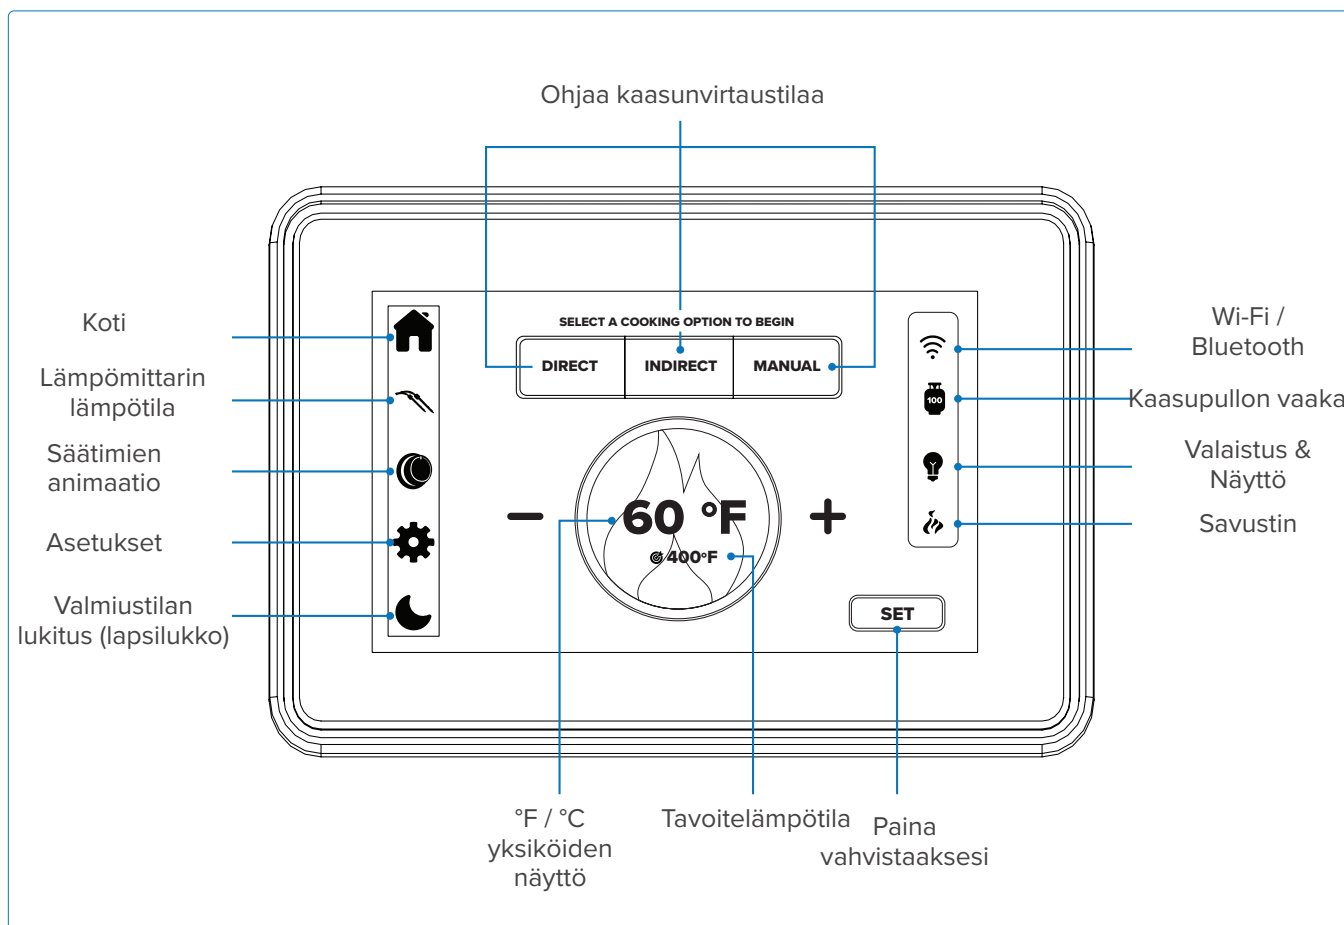 Ohjaa kaasunvirtaustilaa
Koti
Lämpömittarin
lämpötila
Säätimien
animaatio
Asetukset
Valmiustilan
lukitus (lapsilukko)
SELECT A COOKING OPTION TO BEGIN
DIRECT INDIRECT MANUAL
60 °F
400°F
100
SET
Wi-Fi /
Bluetooth
Kaasupullon vaaka
Valaistus &
Näyttö
Savustin
°F / °C
yksiköiden
näyttö
Tavoitelämpötila
Paina
vahvistaaksesi